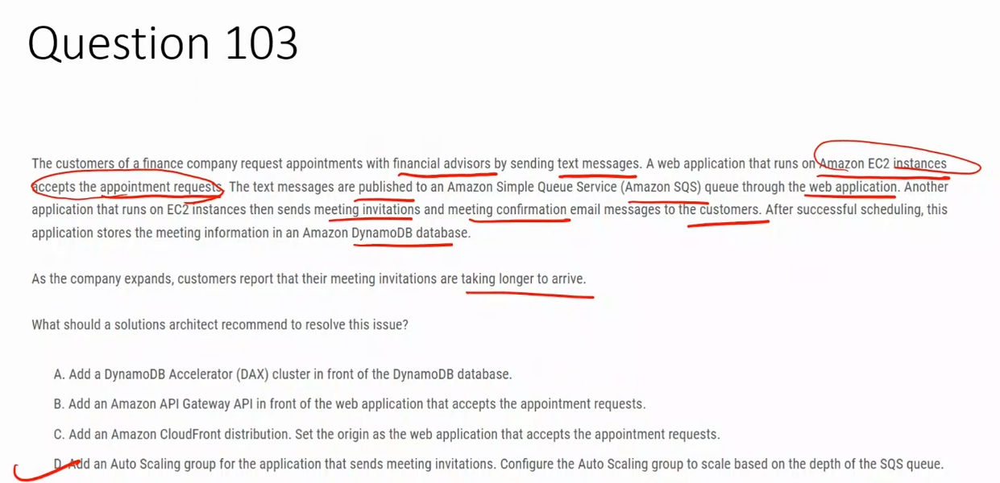 Question 103
The customers of a finance company request appointments with financial advisors by sending text messages. A web application that runs on Amazon EC2 instances
accepts the appointment requests. The text messages are published to an Amazon Simple Queue Service (Amazon SQS) queue through the web application. Another
application that runs on EC2 instances then sends meeting invitations and meeting confirmation email messages to the customers. After successful scheduling, this
application stores the meeting information in an Amazon DynamoDB database.
As the company expands, customers report that their meeting invitations are taking longer to arrive.
What should a solutions architect recommend to resolve this issue?
A. Add a DynamoDB Accelerator (DAX) cluster in front of the DynamoDB database.
B. Add an Amazon API Gateway API in front of the web application that accepts the appointment requests.
C. Add an Amazon CloudFront distribution. Set the origin as the web application that accepts the appointment requests.
D. Add an Auto Scaling group for the application that sends meeting invitations. Configure the Auto Scaling group to scale based on the depth of the SQS queue.